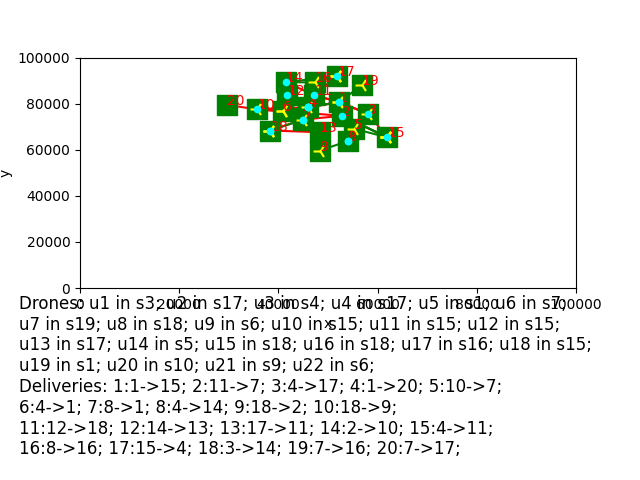 100000
80000
60000
40000
20000
0
y
20
17
19
15
Drones: u1 in s3; u2 in s17; u3 in s4; u4 in s17; u5 in s1; u6 in s7;
u7 in s19; u8 in s18; u9 in s6; u10 in s15; u11 in s15; u12 in s15;
u13 in s17; u14 in s5; u15 in s18; u16 in s18; u17 in s16; u18 in s15;
u19 in s1; u20 in s10; u21 in s9; u22 in s6;
Deliveries: 1:1->15; 2:11->7; 3:4->17; 4:1->20; 5:10->7;
6:4->1; 7:8->1; 8:4->14; 9:18->2; 10:18->9;
11:12->18; 12:14->13; 13:17->11; 14:2->10; 15:4->11;
16:8->16; 17:15->4; 18:3->14; 19:7->16; 20:7->17;